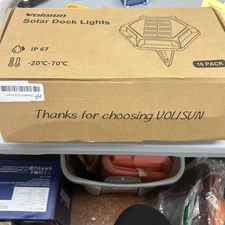 Volisun
Solar Dock Lights
IP 67
-20℃-70℃
16 PACK
Thanks for choosing VOLISUN